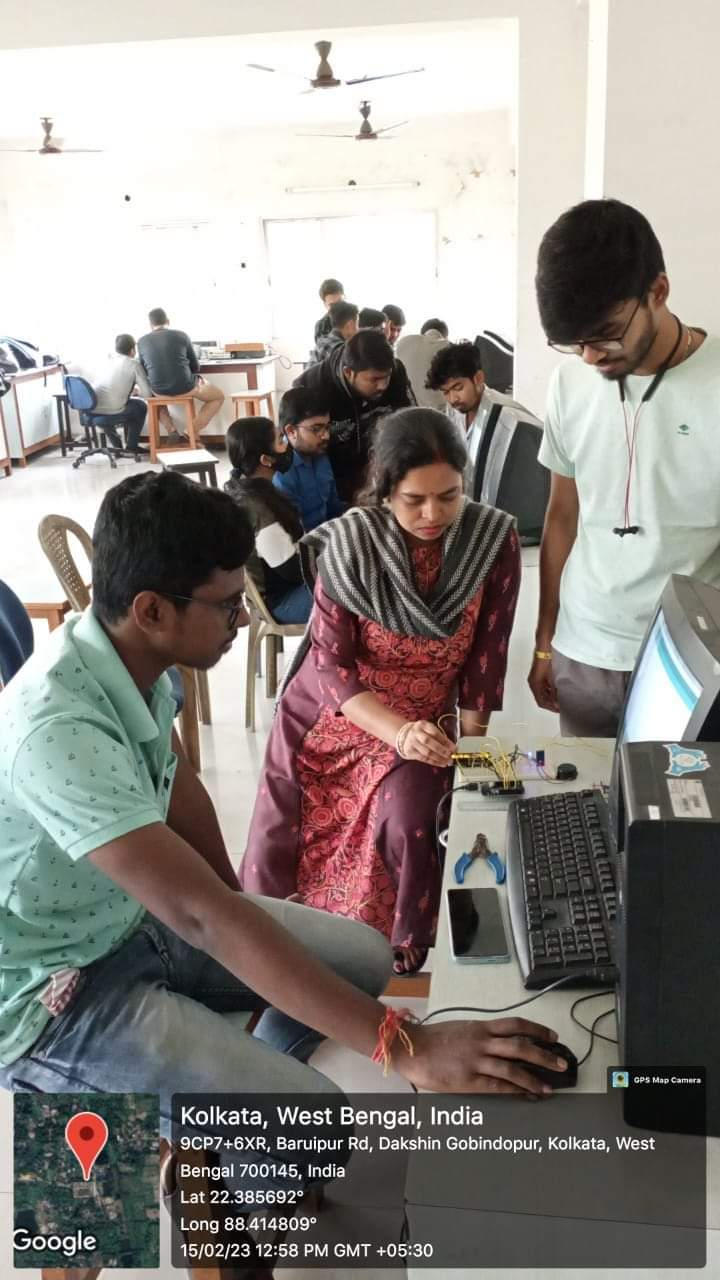 GPS Map Camera
Kolkata, West Bengal, India
9CP7+6XR, Baruipur Rd, Dakshin Gobindopur, Kolkata, West
Bengal 700145, India
Lat 22.385692°
Long 88.414809°
15/02/23 12:58 PM GMT +05:30
Google